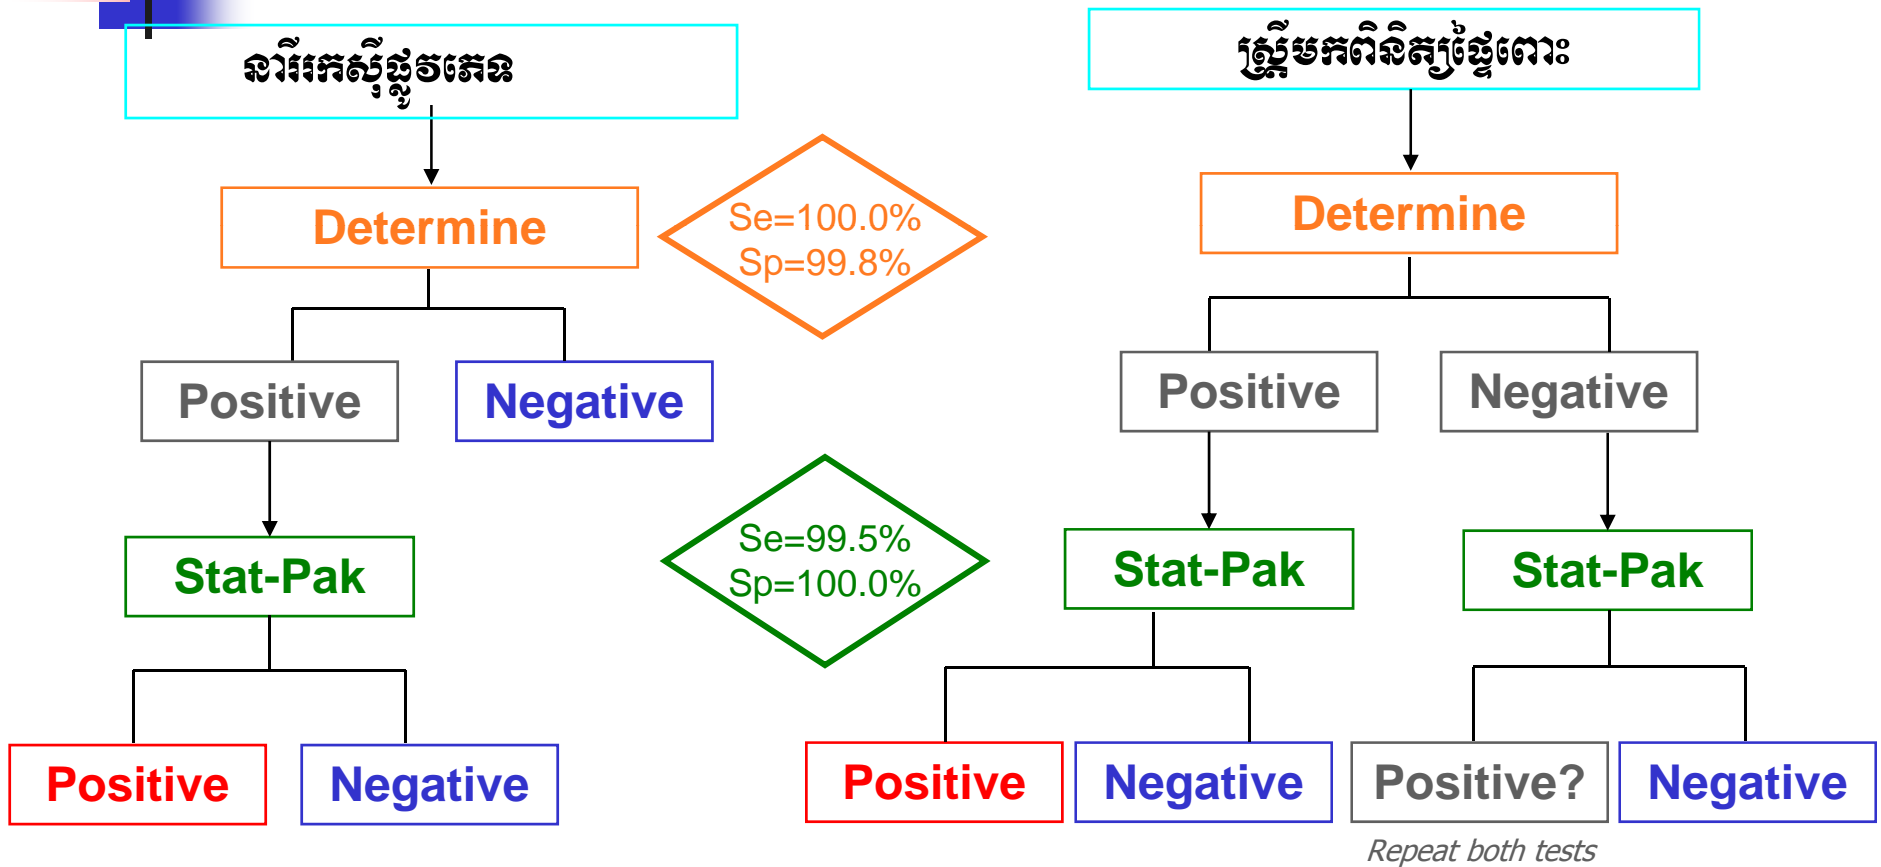 នារីរកស៊ីផ្លូវភេទ
Determine
Positive
Negative
Stat-Pak
Positive
Negative
Se=100.0%
Sp=99.8%
Se=99.5%
Sp=100.0%
ស្ត្រីមកពិនិត្យផ្ទៃពោះ
Determine
Positive
Negative
Stat-Pak
Stat-Pak
Positive
Negative
Positive?
Negative
Repeat both tests